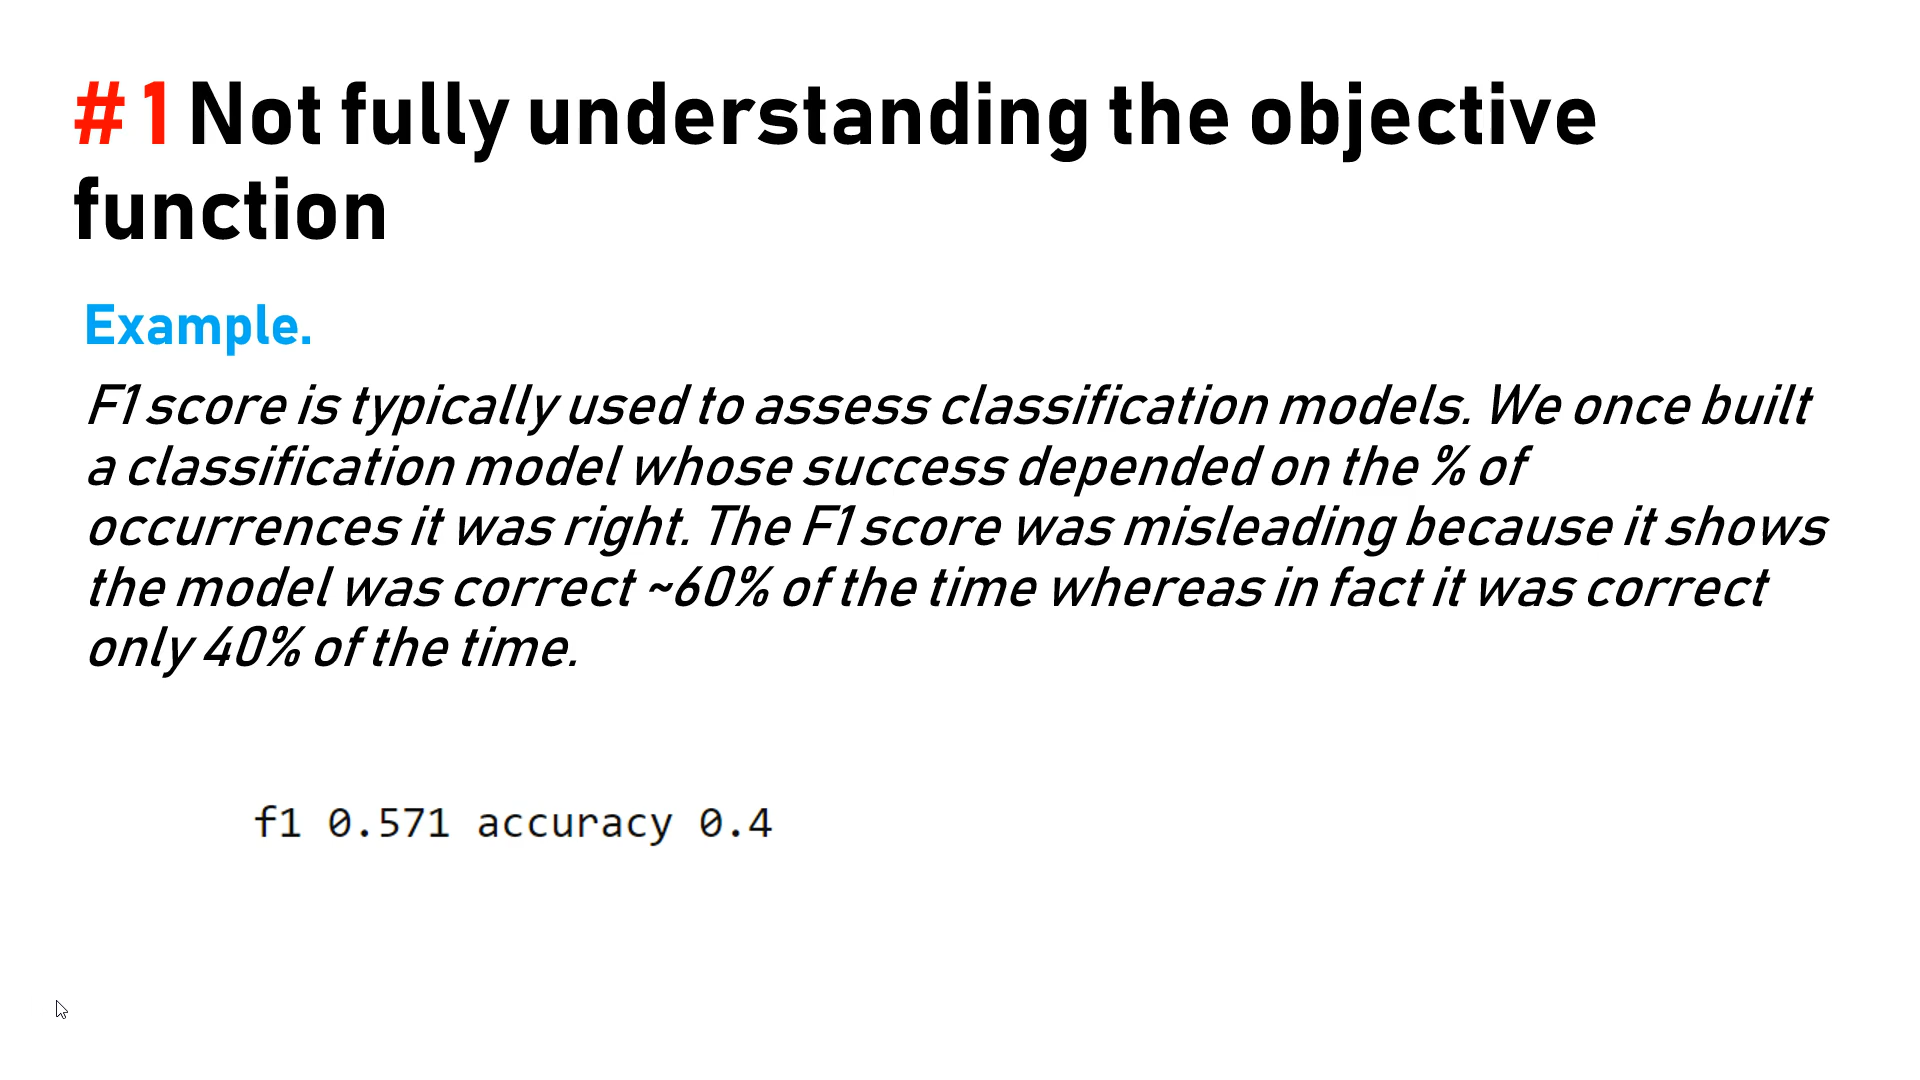 #1 Not fully understanding the objective
function
Example.
F1 score is typically used to assess classification models. We once built
a classification model whose success depended on the % of
occurrences it was right. The F1 score was misleading because it shows
the model was correct ~60% of the time whereas in fact it was correct
only 40% of the time.
f1 0.571 accuracy 0.4